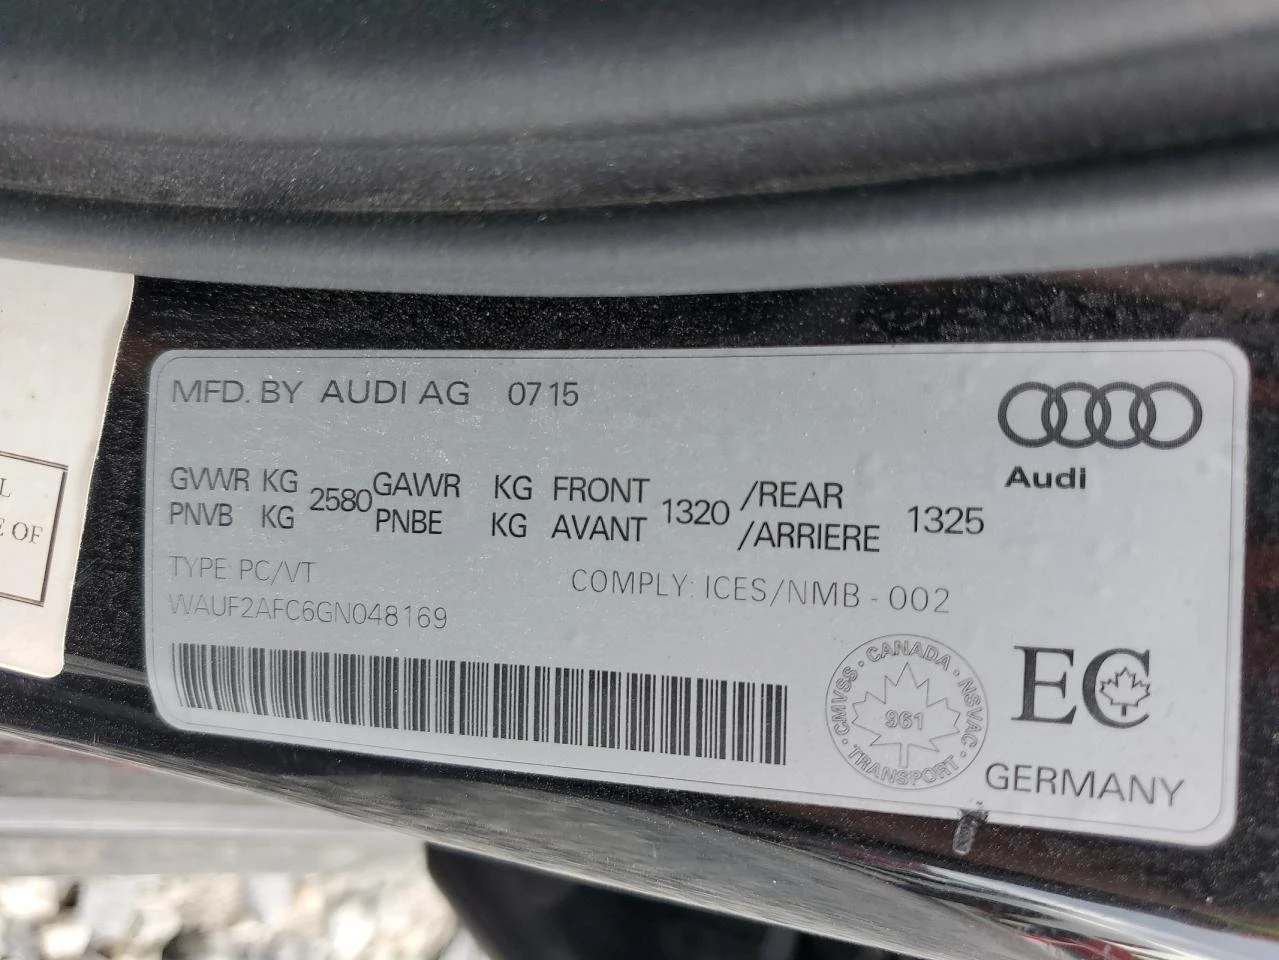 MFD. BY AUDI AG 0715
Audi
GVWR KG 2580 GAWR KG FRONT 1320 /REAR 1325
PNVB KG PNBE KG AVANT /ARRIERE
TYPE: PC/VT
COMPLY: ICES/NMB - 002
WAUF2AFC6GN048169
CMVSS · CANADA · NSVAC · TRANSPORT ·
961
EC
GERMANY
L
E OF